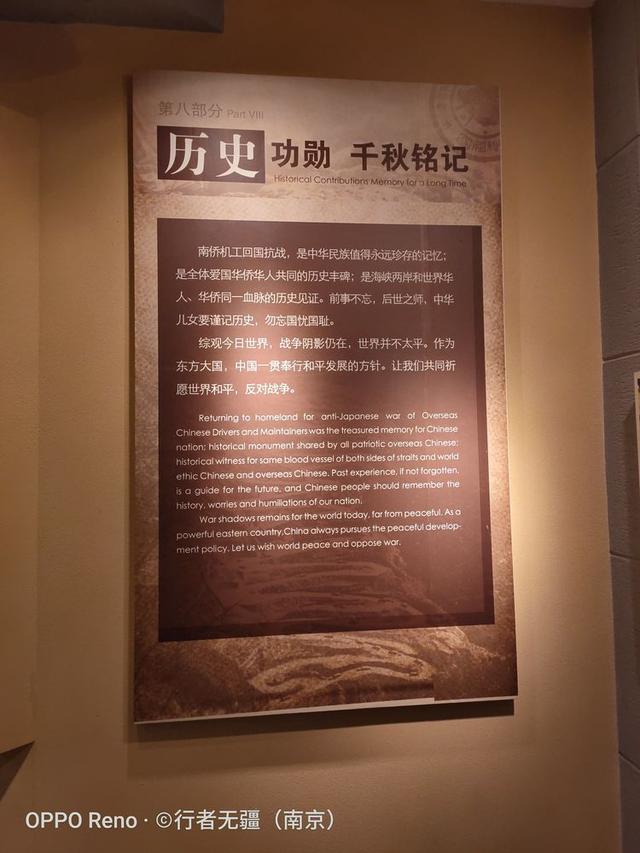 第八部分 Part VIII
历史功勋 千秋铭记
Historical Contributions Memory for a Long Time
南侨机工回国抗战，是中华民族值得永远珍存的记忆；
是全体爱国华侨华人共同的历史丰碑；是海峡两岸和世界华
人、华侨同一血脉的历史见证。前事不忘，后世之师，中华
儿女要谨记历史，勿忘国忧国耻。
综观今日世界，战争阴影仍在，世界并不太平。作为
东方大国，中国一贯奉行和平发展的方针。让我们共同祈
愿世界和平，反对战争。
Returning to homeland for anti-Japanese war of Overseas
Chinese Drivers and Maintainers was the treasured memory for Chinese
nation; historical monument shared by all patriotic overseas Chinese;
historical witness for same blood vessel of both sides of straits and world
ethic Chinese and overseas Chinese. Past experience, if not forgotten,
is a guide for the future, and Chinese people should remember the
history, worries and humiliations of our nation.
War shadows remains for the world today, far from peaceful. As a
powerful eastern country,China always pursues the peaceful develop-
ment policy. Let us wish world peace and oppose war.
OPPO Reno · ©行者无疆（南京）